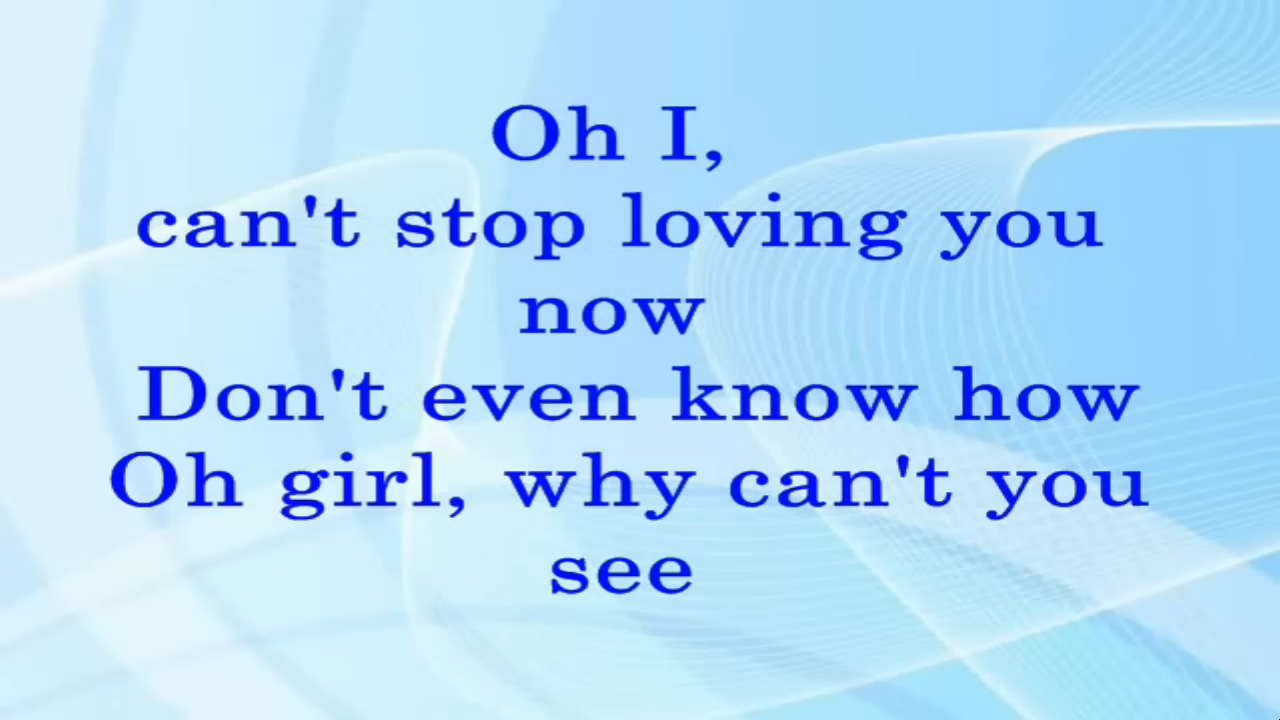 Oh I,
can't stop loving you
now
Don't even know how
Oh girl, why can't you
see